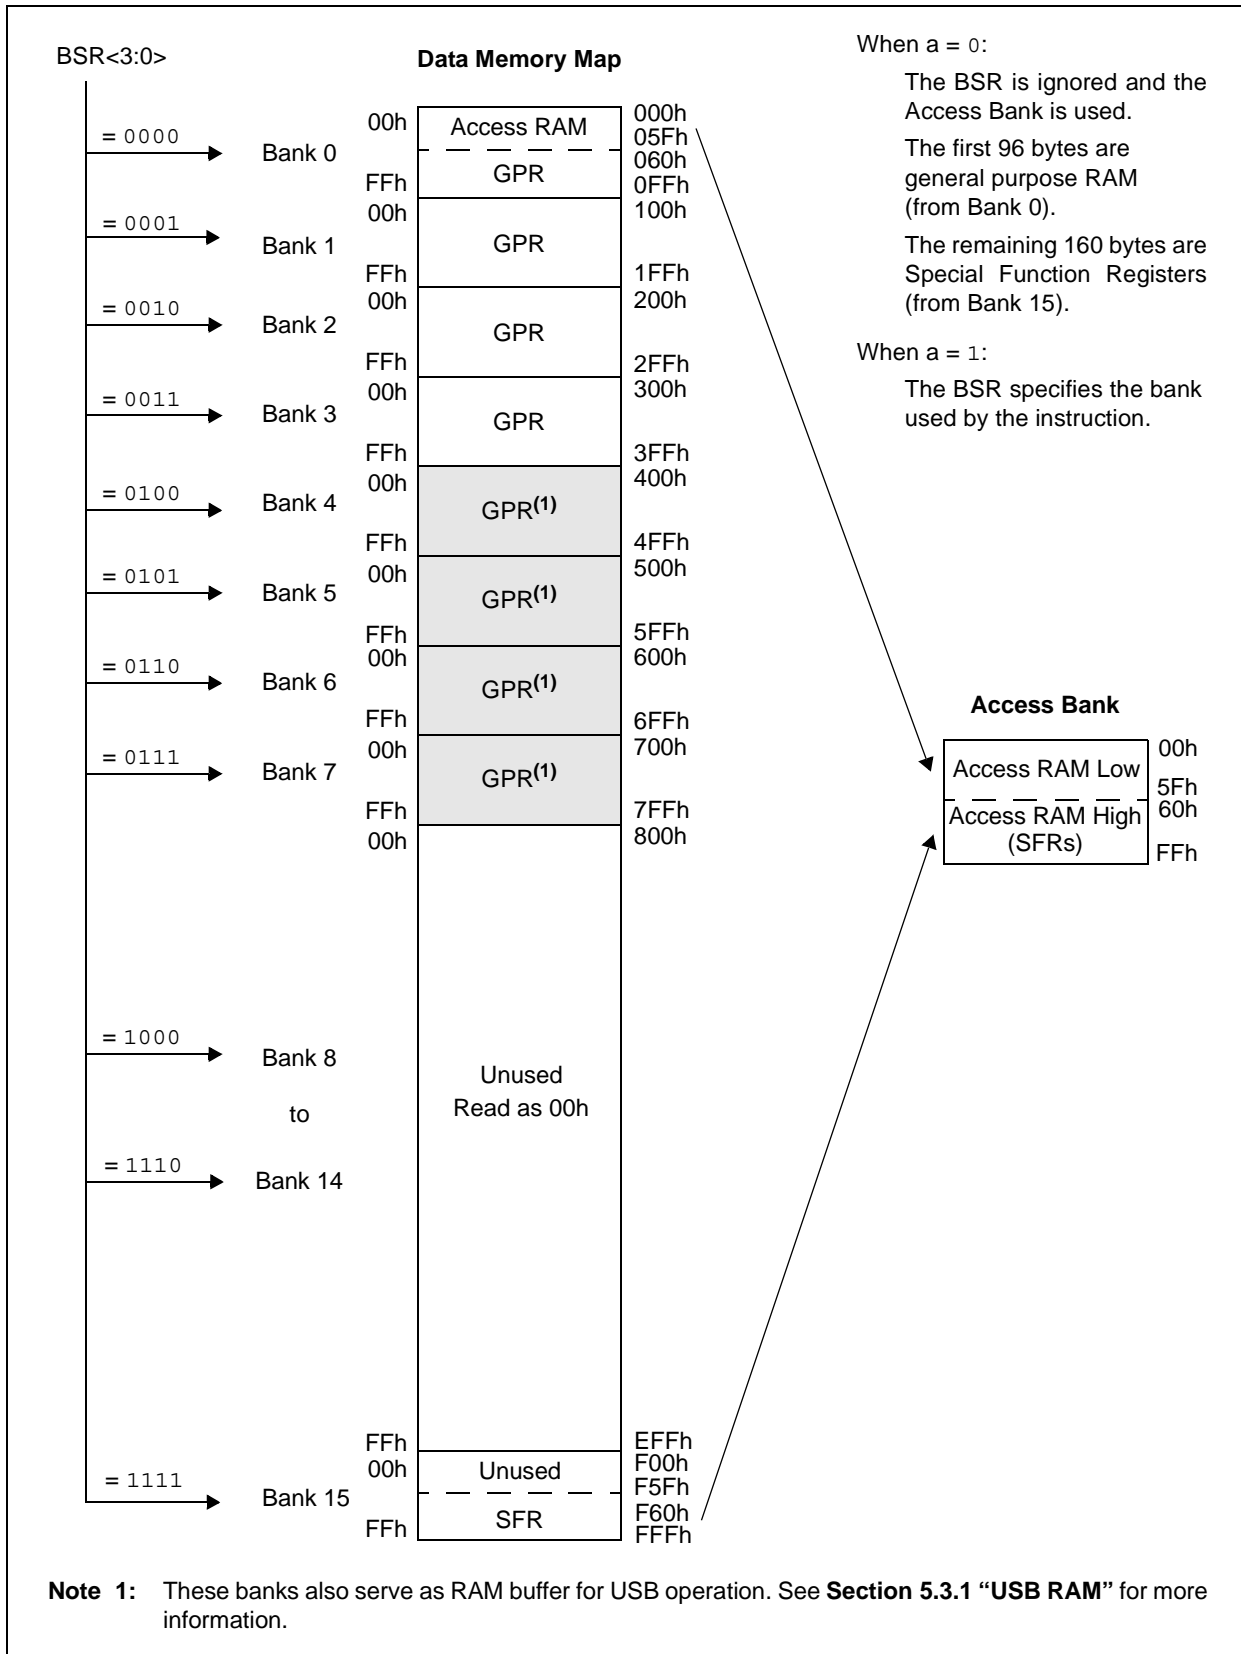 BSR<3:0>
Data Memory Map
When a = 0:
The BSR is ignored and the
Access Bank is used.
The first 96 bytes are
general purpose RAM
(from Bank 0).
The remaining 160 bytes are
Special Function Registers
(from Bank 15).
When a = 1:
The BSR specifies the bank
used by the instruction.
= 0000
Bank 0
00h
Access RAM
000h
05Fh
060h
GPR
FFh
0FFh
= 0001
Bank 1
00h
100h
GPR
FFh
1FFh
= 0010
Bank 2
00h
200h
GPR
FFh
2FFh
= 0011
Bank 3
00h
300h
GPR
FFh
3FFh
= 0100
Bank 4
00h
400h
GPR(1)
FFh
4FFh
= 0101
Bank 5
00h
500h
GPR(1)
FFh
5FFh
= 0110
Bank 6
00h
600h
GPR(1)
FFh
6FFh
= 0111
Bank 7
00h
700h
GPR(1)
FFh
7FFh
00h
800h
Access Bank
Access RAM Low
00h
5Fh
60h
Access RAM High
(SFRs)
FFh
= 1000
Bank 8
to
= 1110
Bank 14
Unused
Read as 00h
FFh
EFFh
= 1111
Bank 15
00h
F00h
Unused
F5Fh
F60h
SFR
FFh
FFFh
Note 1: These banks also serve as RAM buffer for USB operation. See Section 5.3.1 “USB RAM” for more
information.